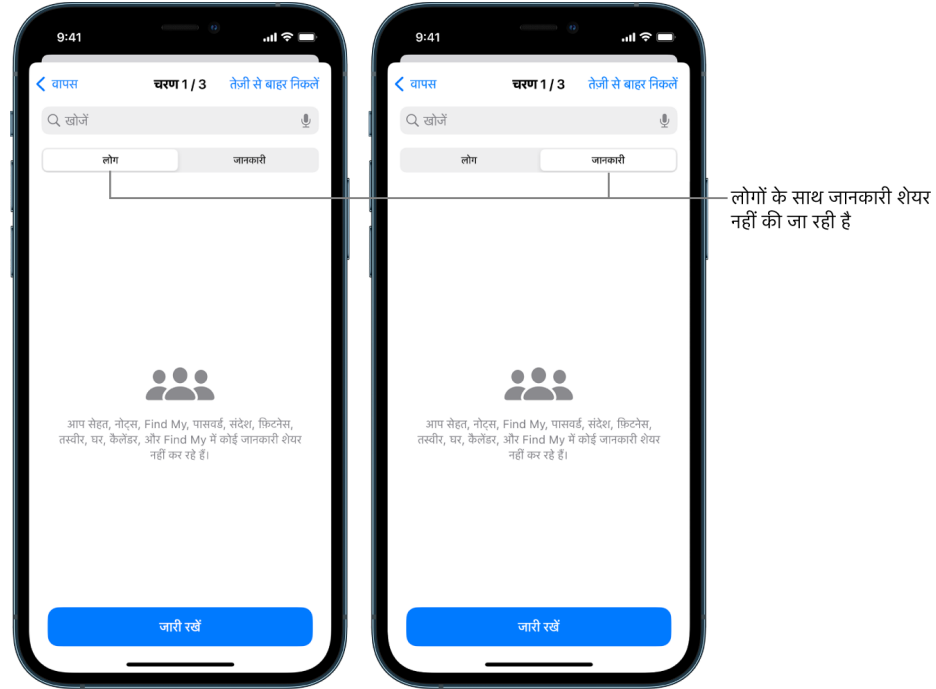 9:41
वापस
चरण 1 / 3
तेज़ी से बाहर निकलें
खोजें
लोग
जानकारी
आप सेहत, नोट्स, Find My, पासवर्ड, संदेश, फ़िटनेस,
तस्वीर, घर, कैलेंडर, और Find My में कोई जानकारी शेयर
नहीं कर रहे हैं।
जारी रखें
9:41
वापस
चरण 1 / 3
तेज़ी से बाहर निकलें
खोजें
लोग
जानकारी
आप सेहत, नोट्स, Find My, पासवर्ड, संदेश, फ़िटनेस,
तस्वीर, घर, कैलेंडर, और Find My में कोई जानकारी शेयर
नहीं कर रहे हैं।
जारी रखें
लोगों के साथ जानकारी शेयर
नहीं की जा रही है